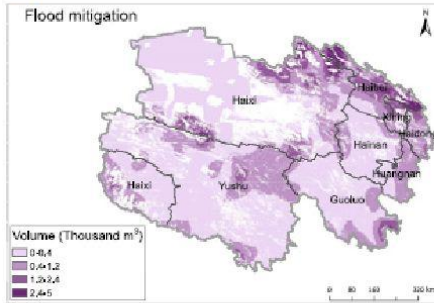 Flood mitigation
N
Haixi
Haibei
Xining
Haidong
Hainan
Huangnan
Haixi
Yushu
Guoluo
Volume (Thousand m³)
0-0,4
0,4-1,2
1,2-2,4
2,4-5
0 80 160 320 km